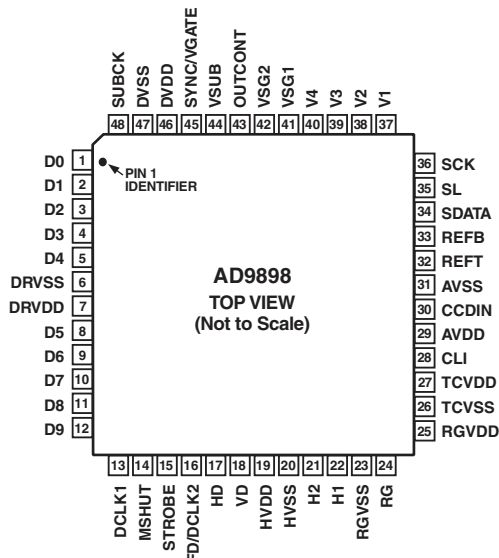 SUBCK
DVSS
DVDD
SYNC/VGATE
VSUB
OUTCONT
VSG2
VSG1
V4
V3
V2
V1
48 47 46 45 44 43 42 41 40 39 38 37
D0 1
D1 2
D2 3
D3 4
D4 5
DRVSS 6
DRVDD 7
D5 8
D6 9
D7 10
D8 11
D9 12
PIN 1
IDENTIFIER
AD9898
TOP VIEW
(Not to Scale)
36 SCK
35 SL
34 SDATA
33 REFB
32 REFT
31 AVSS
30 CCDIN
29 AVDD
28 CLI
27 TCVDD
26 TCVSS
25 RGVDD
13 14 15 16 17 18 19 20 21 22 23 24
DCLK1
MSHUT
STROBE
FD/DCLK2
HD
VD
HVDD
HVSS
H2
H1
RGVSS
RG